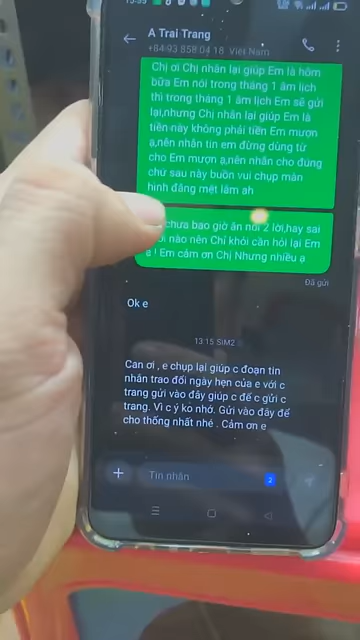 A Trai Trang
+84 93 858 04 18 Việt Nam
Chị ơi Chị nhân lại giúp Em là hôm
bữa Em nói trong tháng 1 âm lịch
thì trong tháng 1 âm lịch Em sẽ gửi
lại,nhưng Chị nhân lại giúp Em là
tiền này không phải tiền Em mượn
ạ,nên nhắn tin em đừng dùng từ
cho Em mượn ạ,nên nhắn cho đúng
chứ sau này buồn vui chụp màn
hình đăng mệt lắm ah
chưa bao giờ ăn nói 2 lời,hay sai
nào nên Chị khỏi cần hỏi lại Em
ạ ! Em cảm ơn Chị Nhưng nhiều ạ
Đã gửi
Ok e
13:15 SIM2
Can ơi , e chụp lại giúp c đoạn tin
nhắn trao đổi ngày hẹn của e với c
trang gửi vào đây giúp c để c gửi c
trang. Vì c ý ko nhớ. Gửi vào đây để
cho thống nhất nhé . Cảm ơn e
Tin nhắn
2